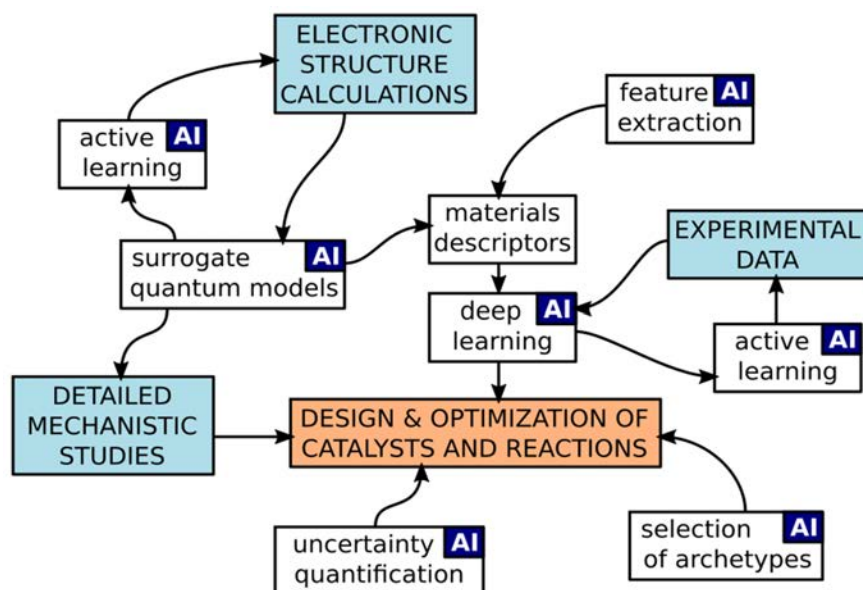 ELECTRONIC
STRUCTURE
CALCULATIONS
feature AI
extraction
active AI
learning
materials
descriptors
EXPERIMENTAL
DATA
surrogate AI
quantum models
deep AI
learning
active AI
learning
DETAILED
MECHANISTIC
STUDIES
DESIGN & OPTIMIZATION OF
CATALYSTS AND REACTIONS
uncertainty AI
quantification
selection AI
of archetypes